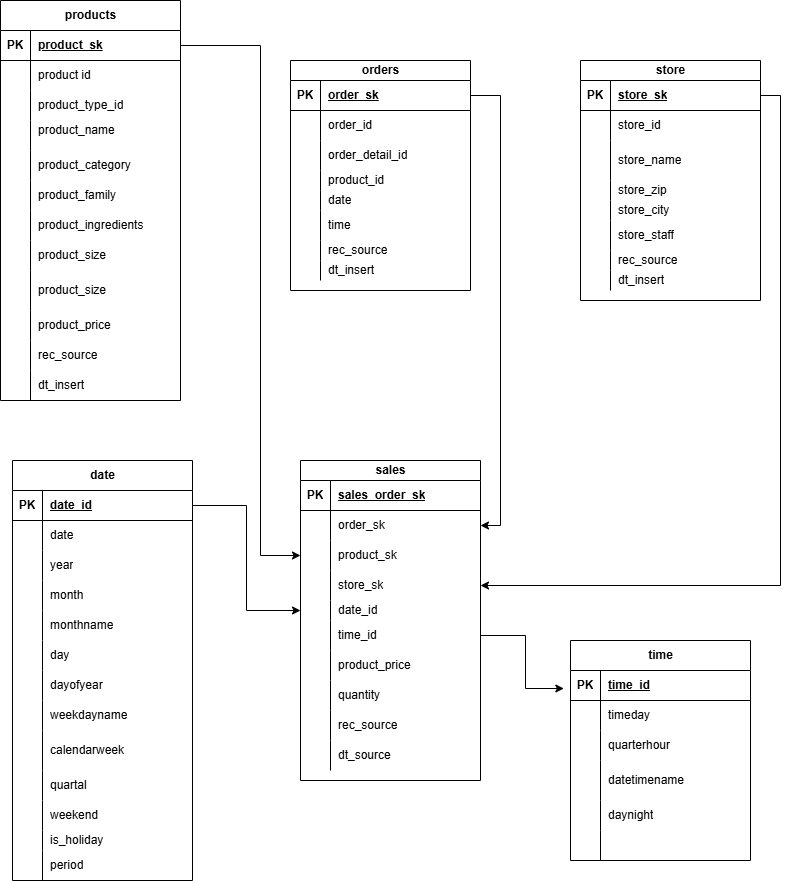 products
PK product_sk
product id
product_type_id
product_name
product_category
product_family
product_ingredients
product_size
product_size
product_price
rec_source
dt_insert
orders
PK order_sk
order_id
order_detail_id
product_id
date
time
rec_source
dt_insert
store
PK store_sk
store_id
store_name
store_zip
store_city
store_staff
rec_source
dt_insert
date
PK date_id
date
year
month
monthname
day
dayofyear
weekdayname
calendarweek
quartal
weekend
is_holiday
period
sales
PK sales_order_sk
order_sk
product_sk
store_sk
date_id
time_id
product_price
quantity
rec_source
dt_source
time
PK time_id
timeday
quarterhour
datetimename
daynight